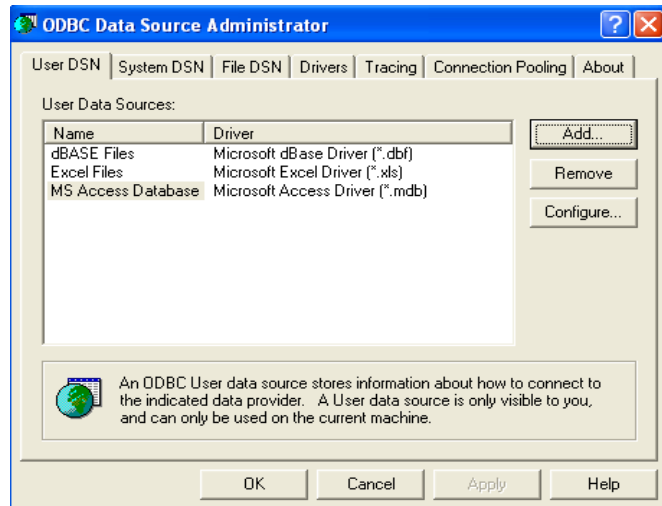 ODBC Data Source Administrator
User DSN System DSN File DSN Drivers Tracing Connection Pooling About
User Data Sources:
Name Driver
dBASE Files Microsoft dBase Driver (*.dbf)
Excel Files Microsoft Excel Driver (*.xls)
MS Access Database Microsoft Access Driver (*.mdb)
Add...
Remove
Configure...
An ODBC User data source stores information about how to connect to
the indicated data provider. A User data source is only visible to you,
and can only be used on the current machine.
OK Cancel Apply Help